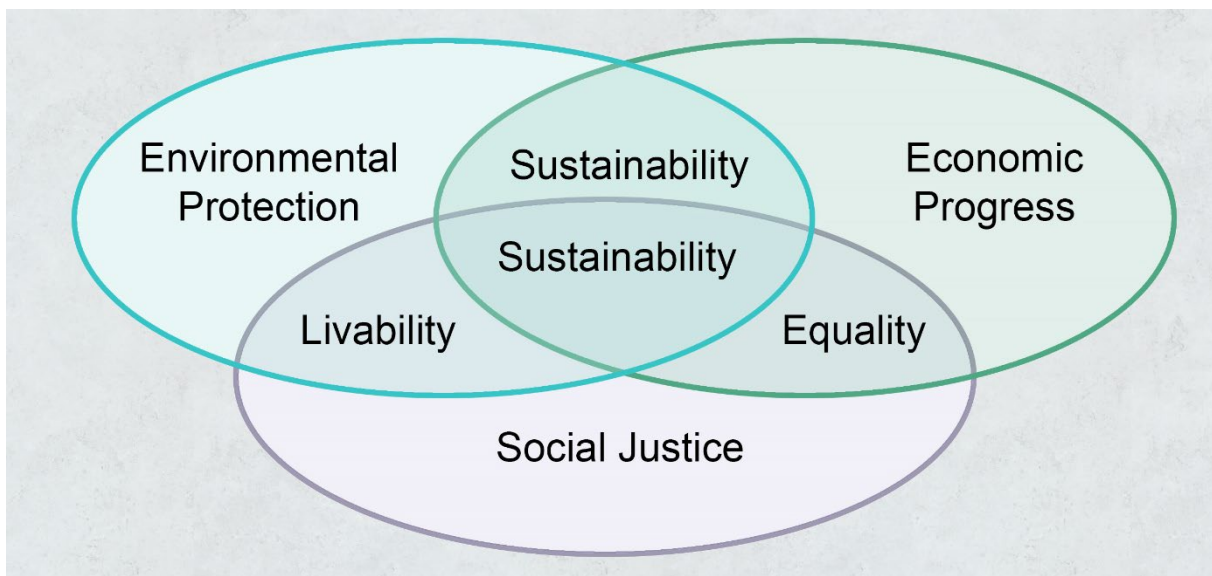 Environmental
Protection
Sustainability
Economic
Progress
Sustainability
Livability
Equality
Social Justice